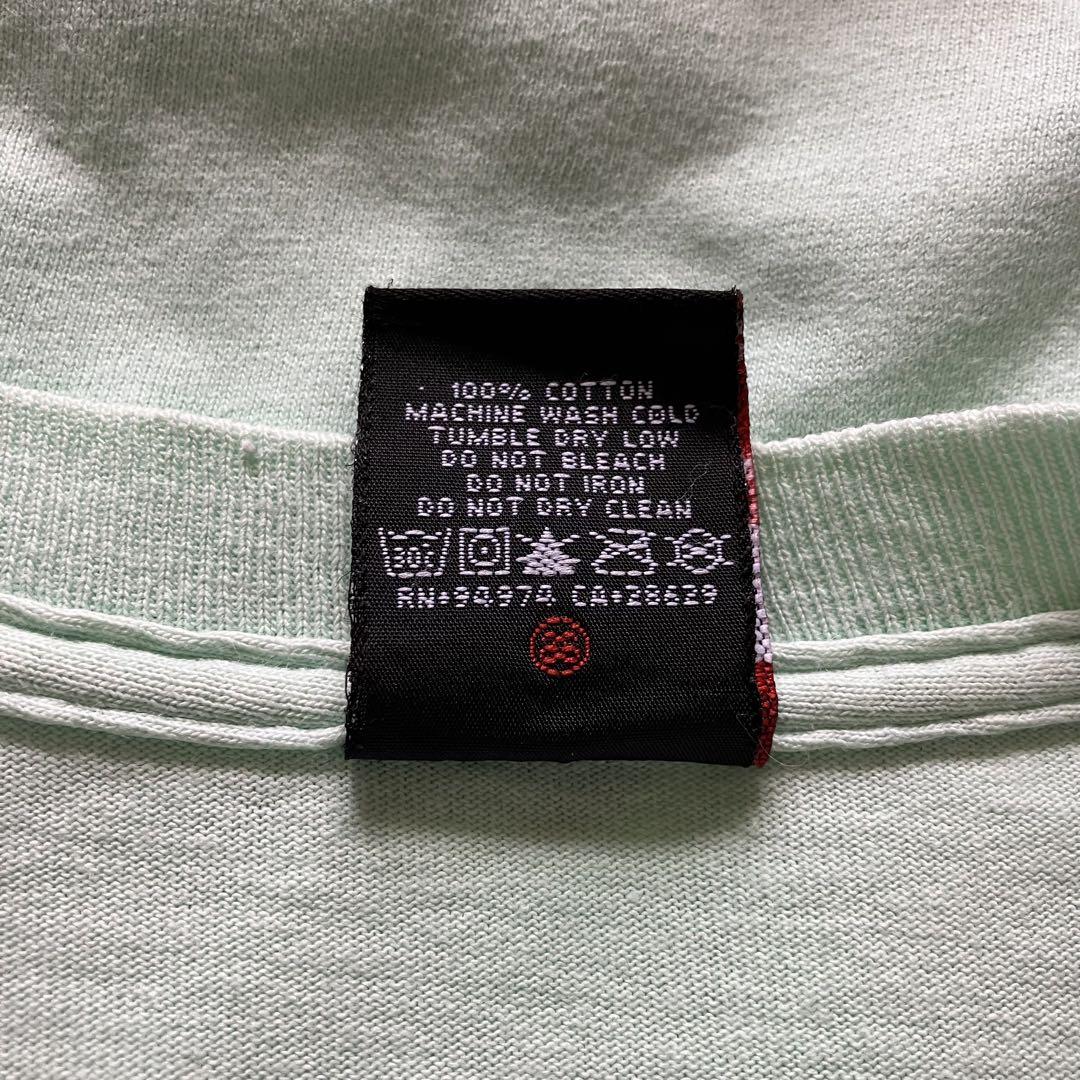 100% COTTON
MACHINE WASH COLD
TUMBLE DRY LOW
DO NOT BLEACH
DO NOT IRON
DO NOT DRY CLEAN
30c
RN•94974 CA•28629